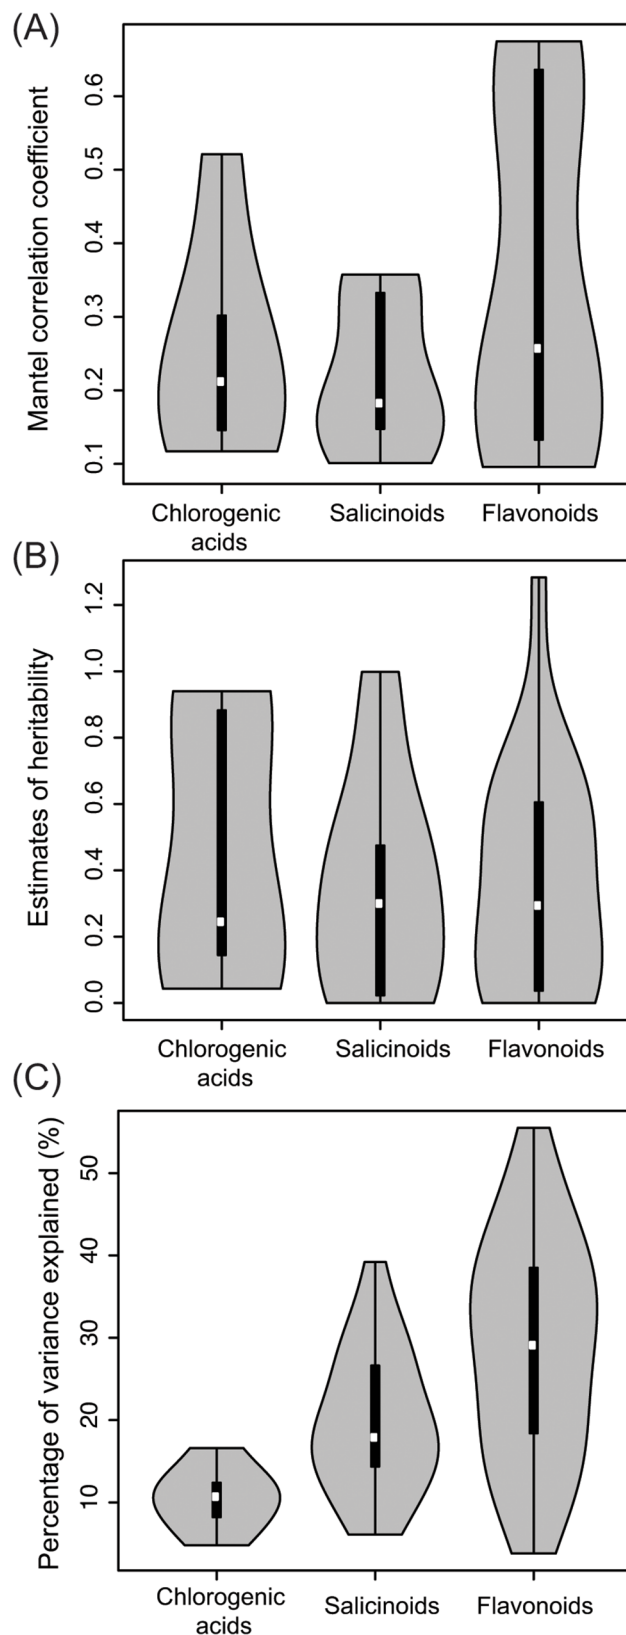 (A)
Mantel correlation coefficient
0.6
0.5
0.4
0.3
0.2
0.1
Chlorogenic
acids
Salicinoids
Flavonoids
(B)
Estimates of heritability
1.2
1.0
0.8
0.6
0.4
0.2
0.0
Chlorogenic
acids
Salicinoids
Flavonoids
(C)
Percentage of variance explained (%)
50
40
30
20
10
Chlorogenic
acids
Salicinoids
Flavonoids